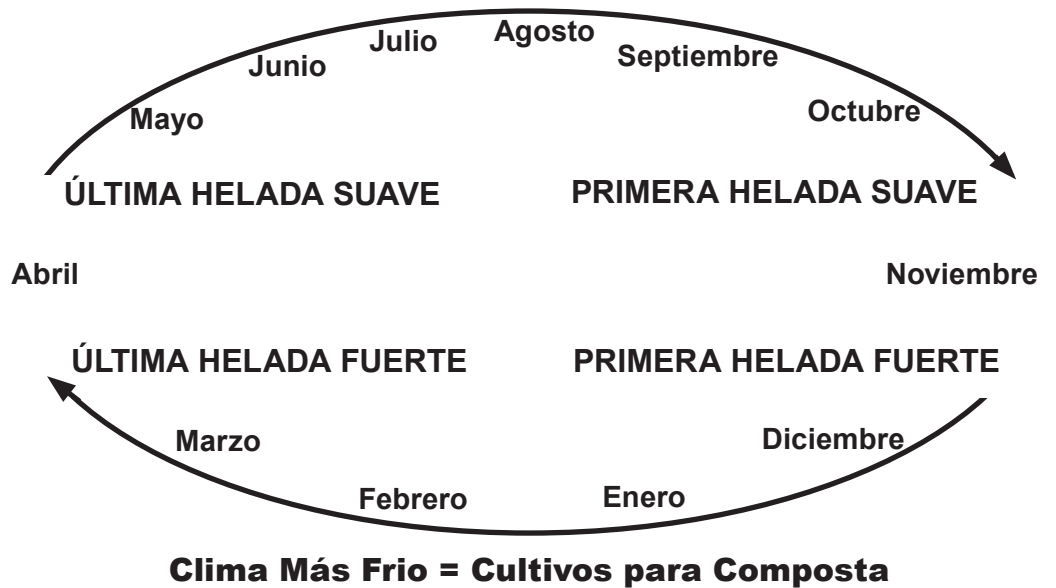 Agosto
Julio
Septiembre
Junio
Octubre
Mayo
ÚLTIMA HELADA SUAVE
PRIMERA HELADA SUAVE
Abril
Noviembre
ÚLTIMA HELADA FUERTE
PRIMERA HELADA FUERTE
Marzo
Diciembre
Febrero
Enero
Clima Más Frio = Cultivos para Composta